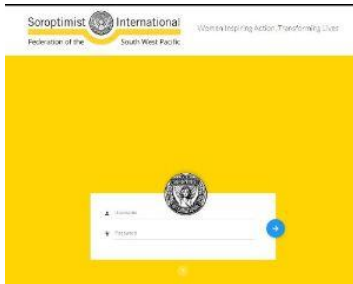 Soroptimist International
Federation of the South West Pacific
Women Inspiring Action, Transforming Lives
Username
Password